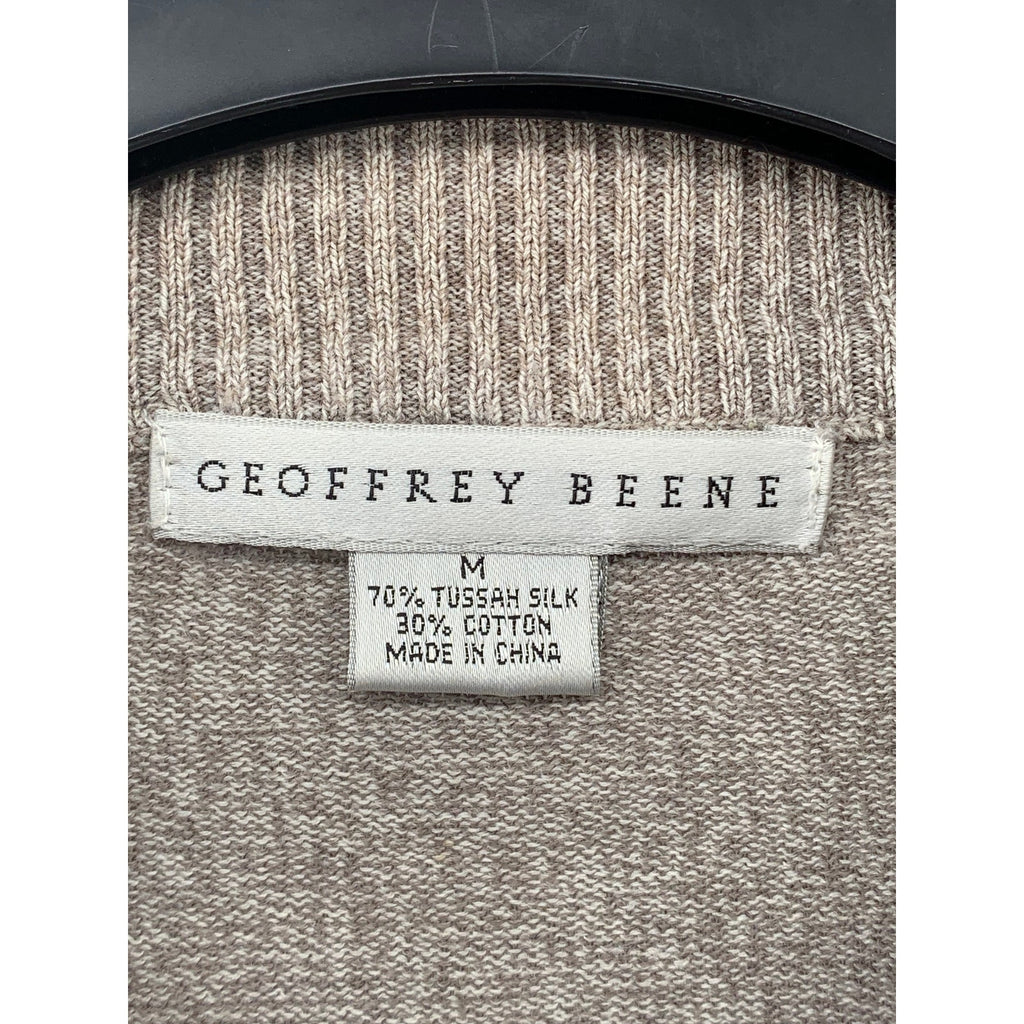 GEOFFREY BEENE
M
70% TUSSAH SILK
30% COTTON
MADE IN CHINA